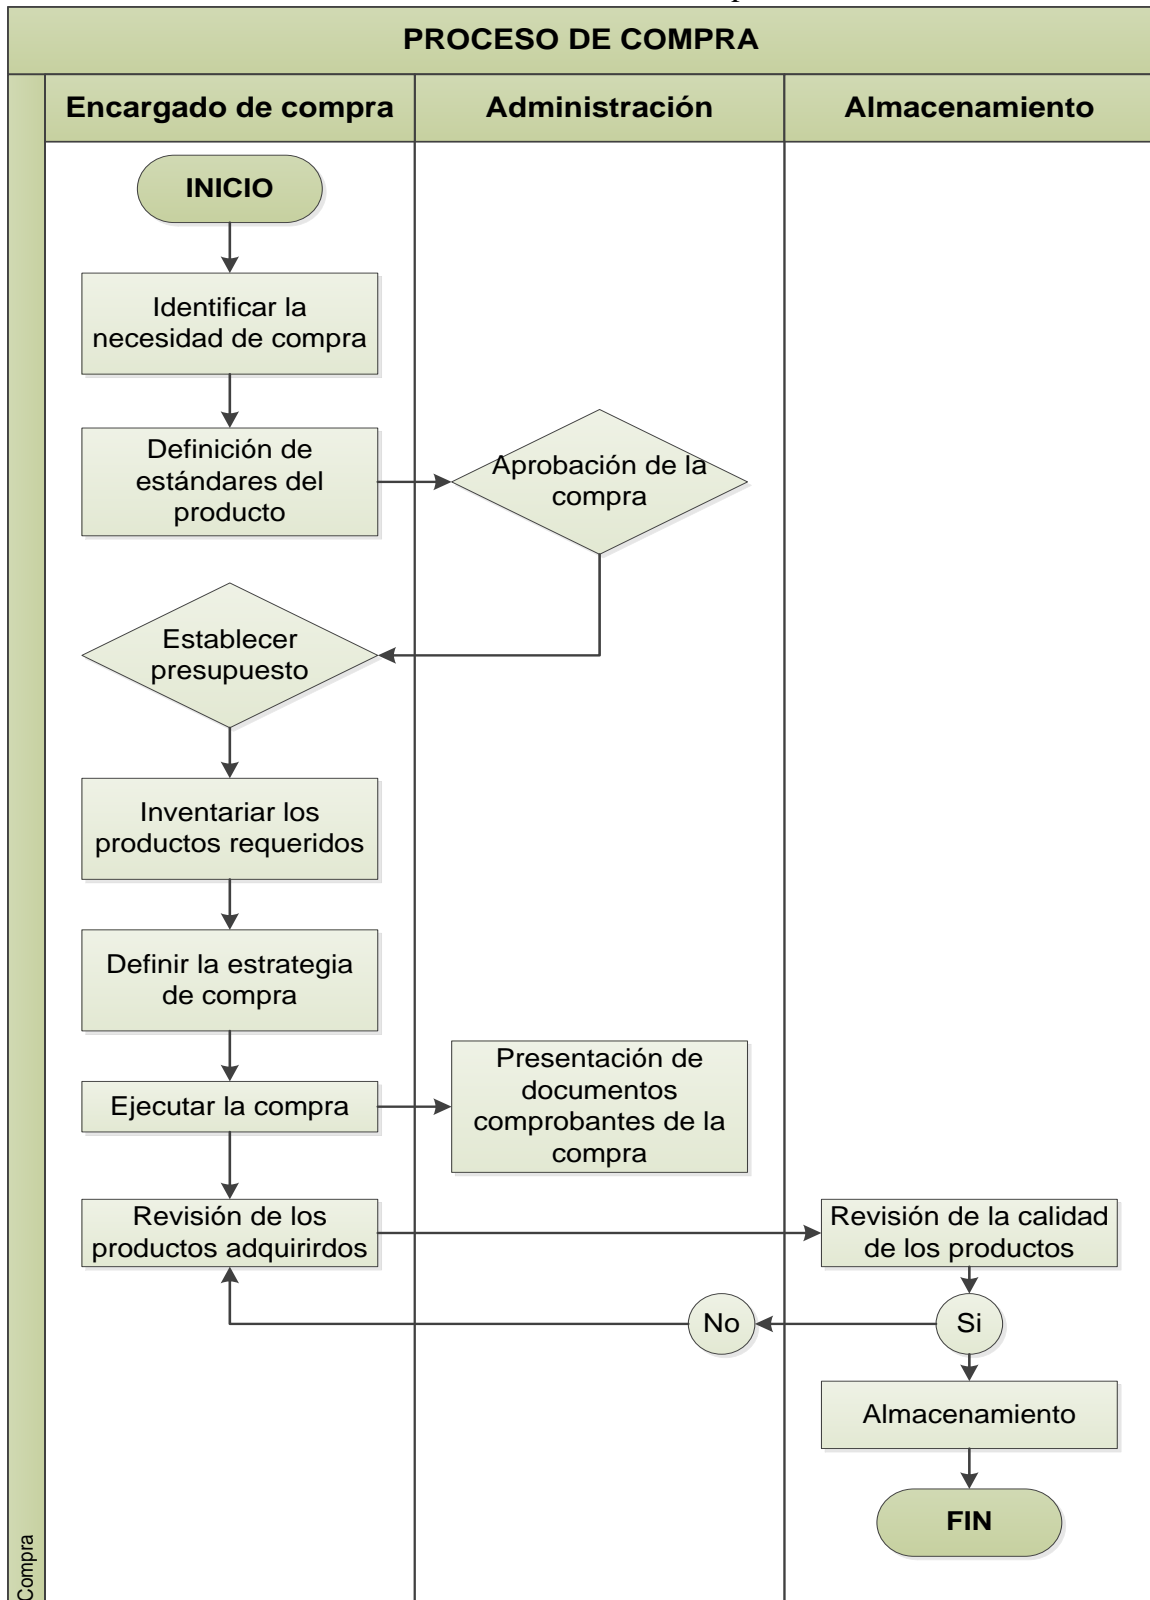 PROCESO DE COMPRA
Encargado de compra
Administración
Almacenamiento
INICIO
Identificar la
necesidad de compra
Definición de
estándares del
producto
Aprobación de la
compra
Establecer
presupuesto
Inventariar los
productos requeridos
Definir la estrategia
de compra
Ejecutar la compra
Presentación de
documentos
comprobantes de la
compra
Revisión de los
productos adquirirdos
Revisión de la calidad
de los productos
No
Si
Almacenamiento
FIN
Compra